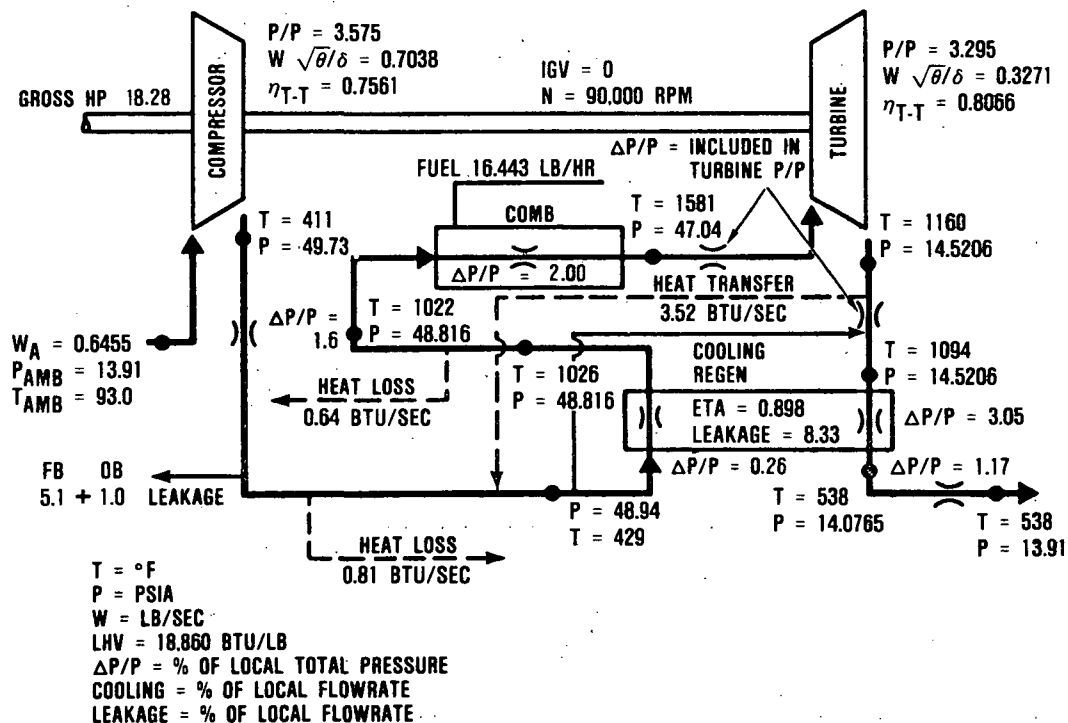 P/P = 3.575
W √θ/δ = 0.7038
ηT-T = 0.7561
GROSS HP 18.28
COMPRESSOR
IGV = 0
N = 90,000 RPM
TURBINE
P/P = 3.295
W √θ/δ = 0.3271
ηT-T = 0.8066
ΔP/P = INCLUDED IN
TURBINE P/P
FUEL 16.443 LB/HR
COMB
ΔP/P = 2.00
T = 1581
P = 47.04
T = 411
P = 49.73
T = 1160
P = 14.5206
HEAT TRANSFER
3.52 BTU/SEC
ΔP/P =
1.6
T = 1022
P = 48.816
WA = 0.6455
PAMB = 13.91
TAMB = 93.0
HEAT LOSS
0.64 BTU/SEC
T = 1026
P = 48.816
COOLING
REGEN
T = 1094
P = 14.5206
ETA = 0.898
LEAKAGE = 8.33
ΔP/P = 3.05
ΔP/P = 0.26
ΔP/P = 1.17
FB OB
5.1 + 1.0 LEAKAGE
P = 48.94
T = 429
T = 538
P = 14.0765
T = 538
P = 13.91
HEAT LOSS
0.81 BTU/SEC
T = °F
P = PSIA
W = LB/SEC
LHV = 18.860 BTU/LB
ΔP/P = % OF LOCAL TOTAL PRESSURE
COOLING = % OF LOCAL FLOWRATE
LEAKAGE = % OF LOCAL FLOWRATE